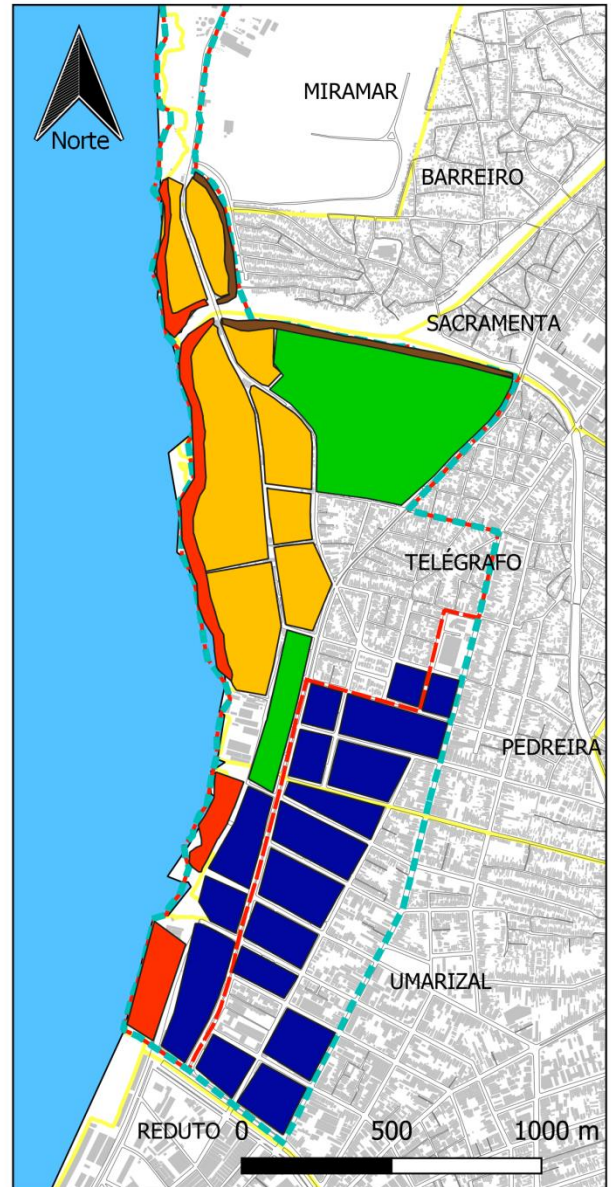 MIRAMAR
Norte
BARREIRO
SACRAMENTA
TELÉGRAFO
PEDREIRA
UMARIZAL
REDUTO 0 500 1000 m